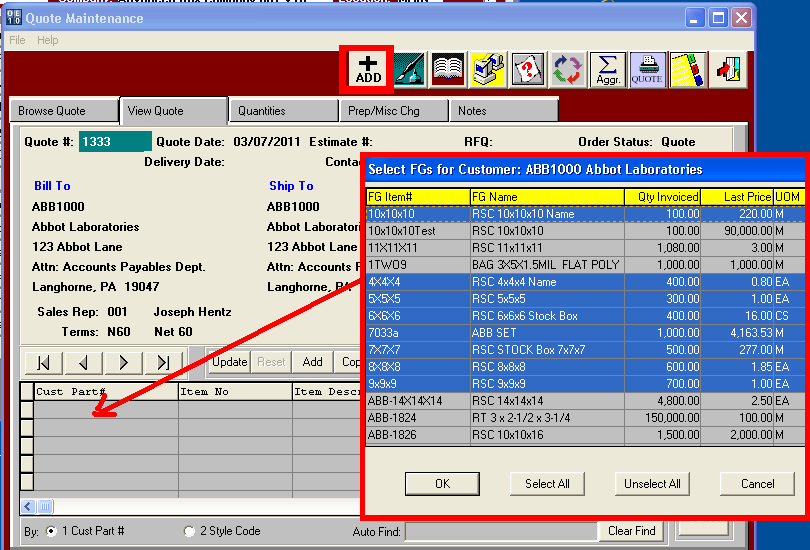 Quote Maintenance
File Help
ADD
Σ Aggr.
QUOTE
Browse Quote View Quote Quantities Prep/Misc Chg Notes
Quote #: 1333 Quote Date: 03/07/2011 Estimate #: RFQ: Order Status: Quote
Delivery Date: Conta
Bill To Ship To
ABB1000 ABB1000
Abbot Laboratories Abbot Laborator
123 Abbot Lane 123 Abbot Lane
Attn: Accounts Payables Dept. Attn: Accounts P
Langhorne, PA 19047 Langhorne, PA
Sales Rep: 001 Joseph Hentz
Terms: N60 Net 60
Update Reset Add Cop
Cust Part# Item No Item Descr
By: 1 Cust Part # 2 Style Code Auto Find: Clear Find
Select FGs for Customer: ABB1000 Abbot Laboratories
FG Item# FG Name Qty Invoiced Last Price UOM
10x10x10 RSC 10x10x10 Name 100.00 220.00 M
10x10x10Test RSC 10x10x10 100.00 90,000.00 M
11X11X11 RSC 11x11x11 1,080.00 3.00 M
1TWO9 BAG 3X5X1.5MIL FLAT POLY 1,000.00 1,000.00 M
4X4X4 RSC 4x4x4 Name 400.00 0.80 EA
5X5X5 RSC 5x5x5 300.00 1.00 EA
6X6X6 RSC 6x6x6 Stock Box 400.00 16.00 CS
7033a ABB SET 1,000.00 4,163.53 M
7X7X7 RSC STOCK Box 7x7x7 500.00 277.00 M
8X8X8 RSC 8x8x8 600.00 1.85 EA
9x9x9 RSC 9x9x9 700.00 1.00 EA
ABB-14X14X14 RSC 14x14x14 4,800.00 2.50 EA
ABB-1824 RT 3 x 2-1/2 x 3-1/4 150,000.00 100.00 M
ABB-1826 RSC 10x10x16 1,500.00 2,000.00 M
OK Select All Unselect All Cancel